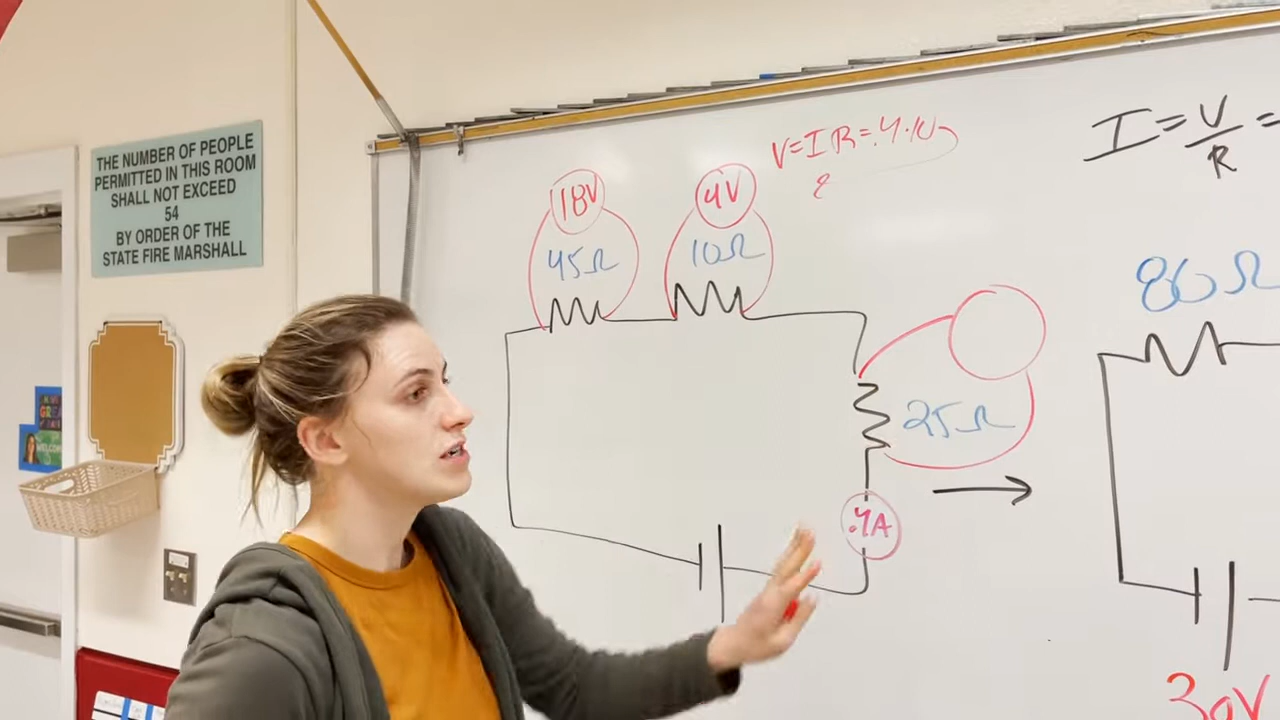 THE NUMBER OF PEOPLE
PERMITTED IN THIS ROOM
SHALL NOT EXCEED
54
BY ORDER OF THE
STATE FIRE MARSHALL
V=IR=.4·10
18V
4V
45Ω
10Ω
25Ω
.4A
I=V/R=
80Ω
30V